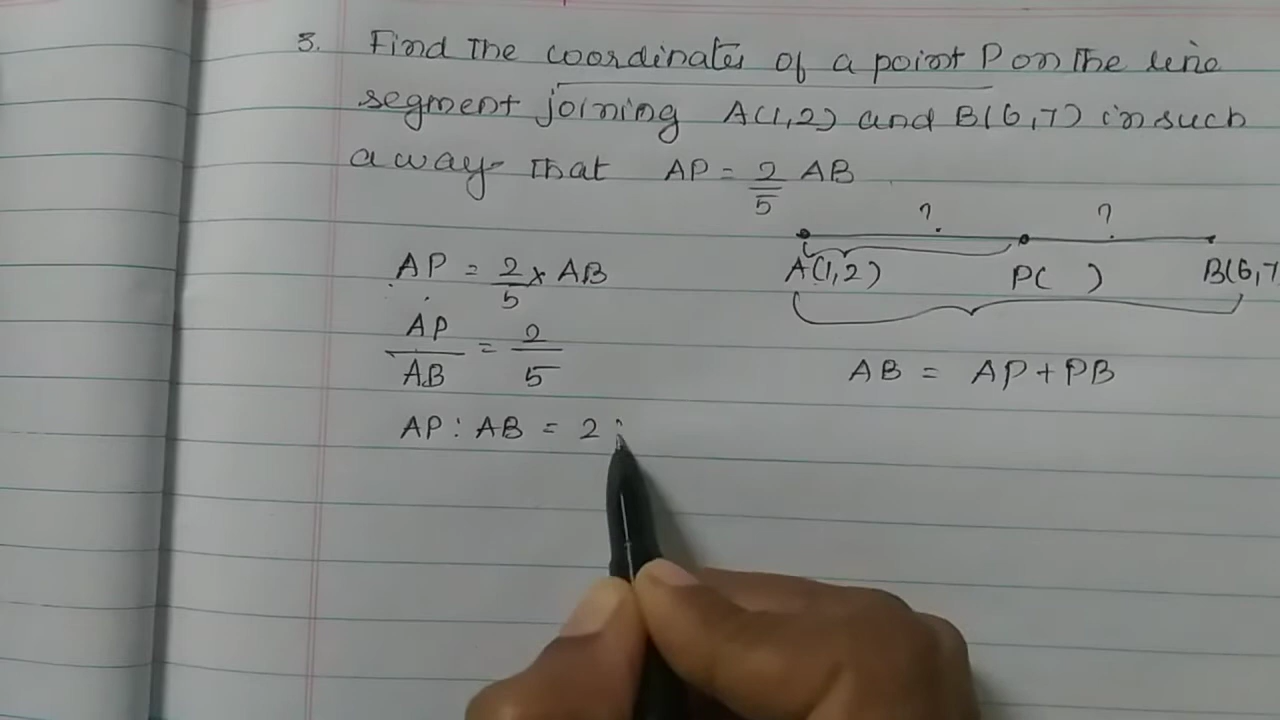 3. Find The coordinates of a point P on The line
segment joining A(1,2) and B(6,7) in such
a way that AP = 2/5 AB
? ?
A(1,2) P( ) B(6,7
AP = 2/5 × AB
AP/AB = 2/5
AB = AP + PB
AP : AB = 2 :